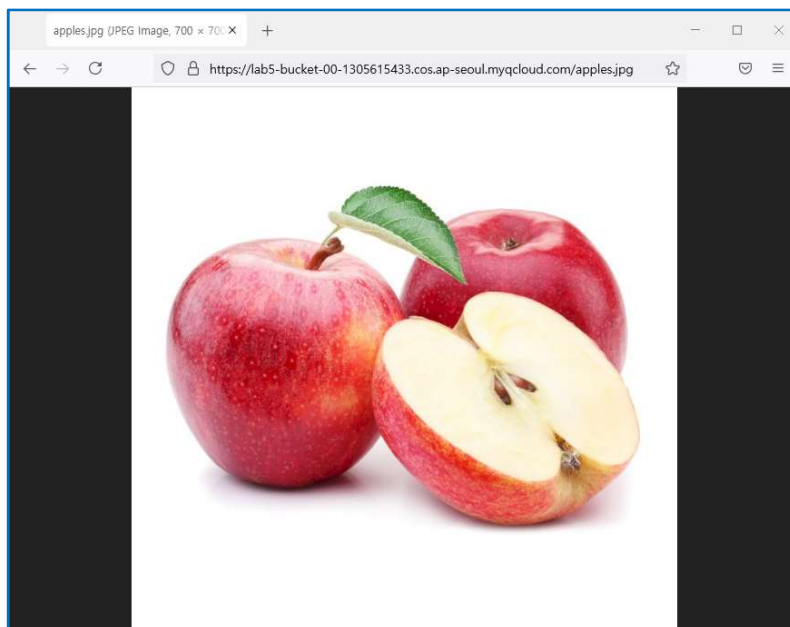 apples.jpg (JPEG Image, 700 × 700
https://lab5-bucket-00-1305615433.cos.ap-seoul.myqcloud.com/apples.jpg